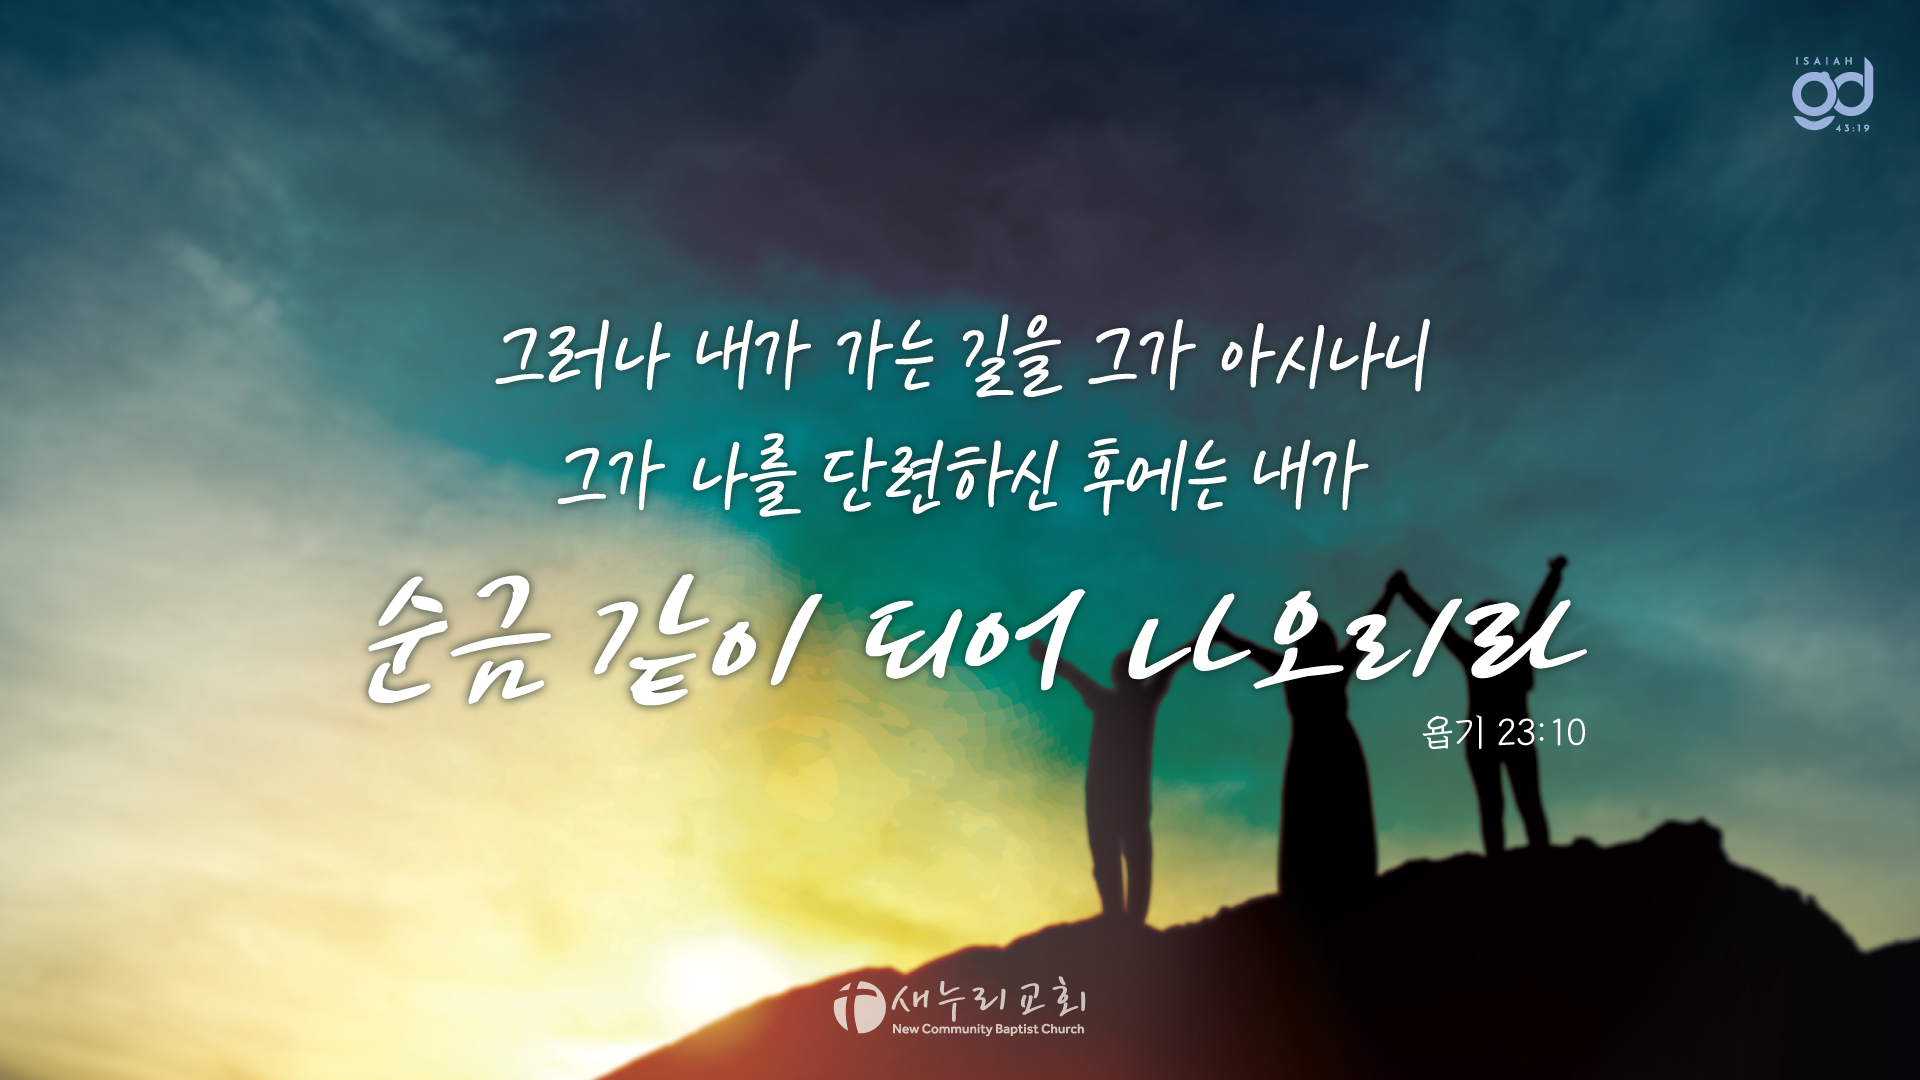 ISAIAH
gd
43:19
그러나 내가 가는 길을 그가 아시나니
그가 나를 단련하신 후에는 내가
순금 같이 되어 나오리라
욥기 23:10
새누리교회
New Community Baptist Church